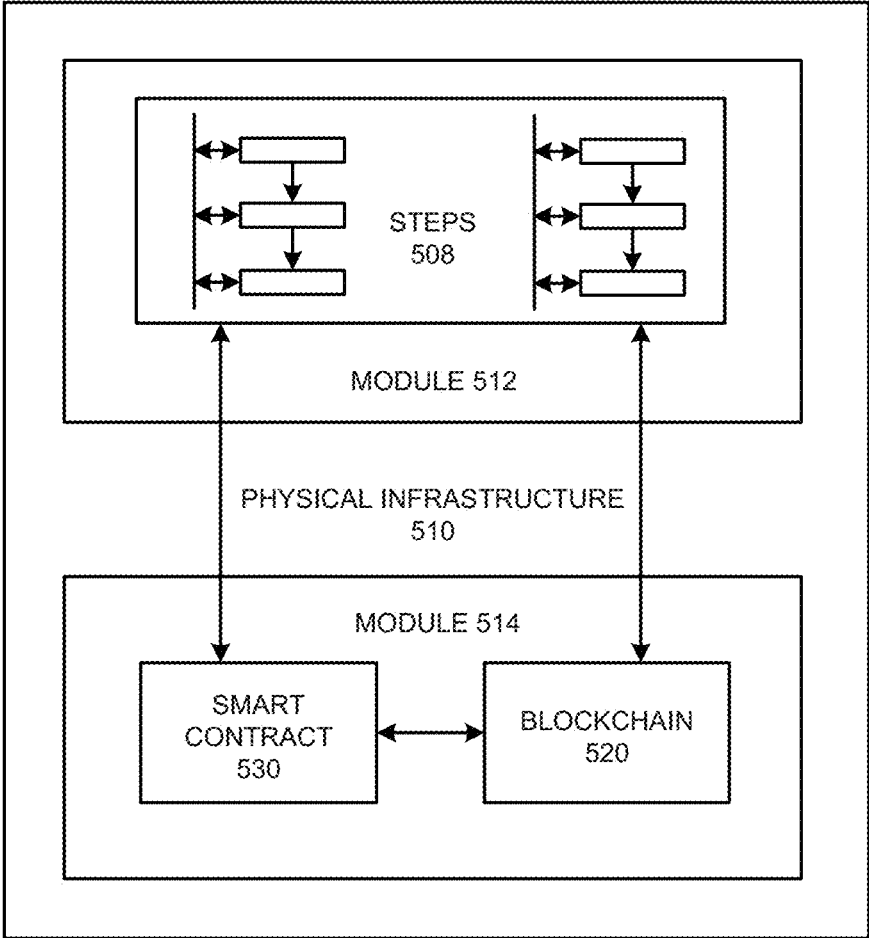 STEPS
508
MODULE 512
PHYSICAL INFRASTRUCTURE
510
MODULE 514
SMART
CONTRACT
530
BLOCKCHAIN
520